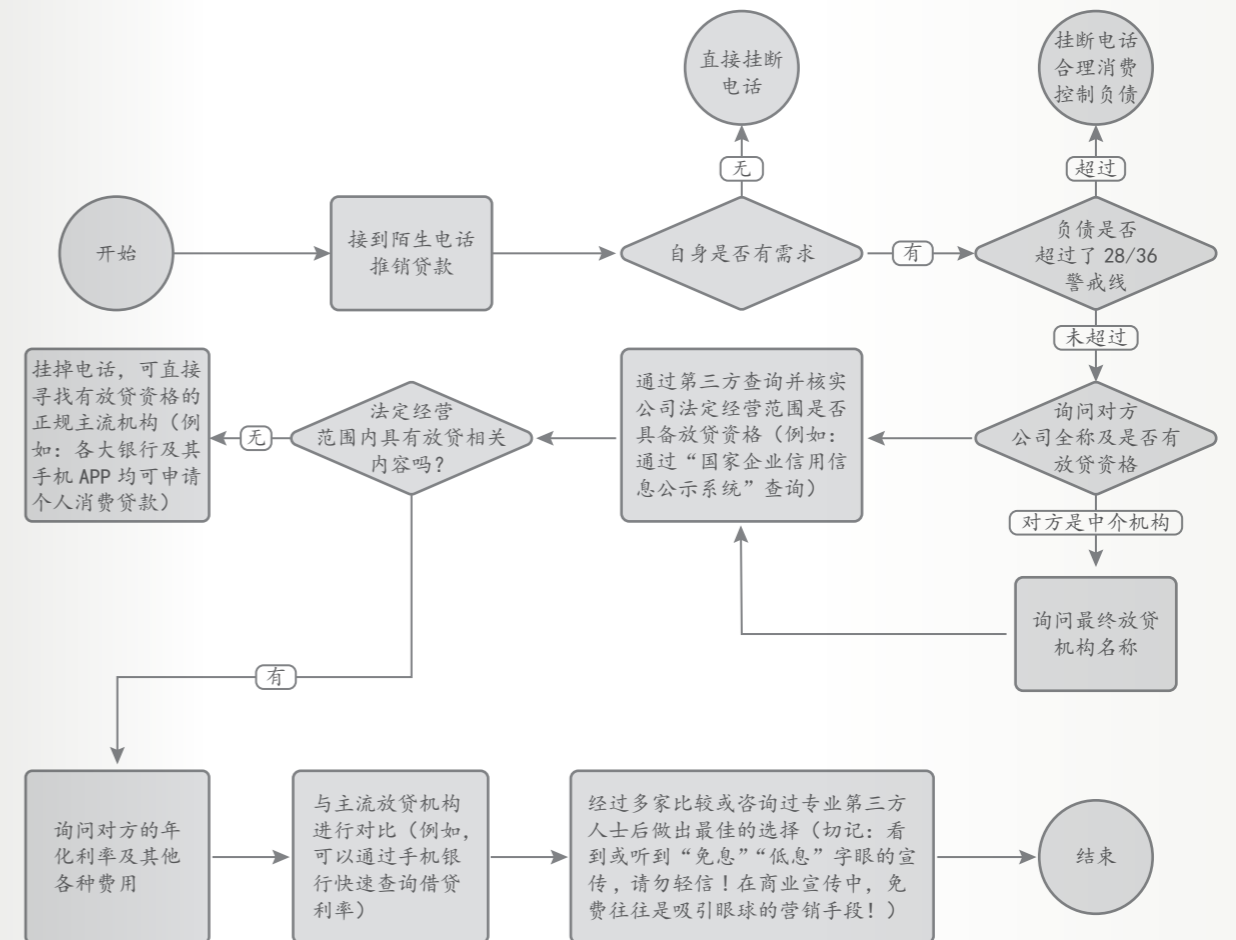 开始
接到陌生电话
推销贷款
自身是否有需求
无
直接挂断
电话
有
负债是否
超过了 28/36
警戒线
超过
挂断电话
合理消费
控制负债
未超过
询问对方
公司全称及是否有
放贷资格
对方是中介机构
询问最终放贷
机构名称
通过第三方查询并核实
公司法定经营范围是否
具备放贷资格（例如：
通过“国家企业信用信
息公示系统”查询）
法定经营
范围内具有放贷相关
内容吗？
无
挂掉电话，可直接
寻找有放贷资格的
正规主流机构（例
如：各大银行及其
手机 APP 均可申请
个人消费贷款）
有
询问对方的年
化利率及其他
各种费用
与主流放贷机构
进行对比（例如，
可以通过手机银
行快速查询借贷
利率）
经过多家比较或咨询过专业第三方
人士后做出最佳的选择（切记：看
到或听到“免息”“低息”字眼的宣
传，请勿轻信！在商业宣传中，免
费往往是吸引眼球的营销手段！）
结束